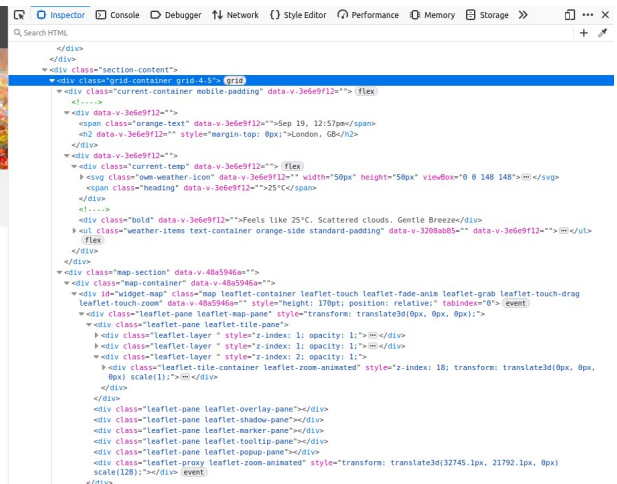 Inspector Console Debugger Network {} Style Editor Performance Memory Storage
Search HTML
</div>
</div>
<div class="section-content">
<div class="grid-container grid-4-5"> grid
<div class="current-container mobile-padding" data-v-3e6e9f12=""> flex
<!---->
<div data-v-3e6e9f12="">
<span class="orange-text" data-v-3e6e9f12="">Sep 19, 12:57pm</span>
<h2 data-v-3e6e9f12="" style="margin-top: 0px;">London, GB</h2>
</div>
<div data-v-3e6e9f12="">
<div class="current-temp" data-v-3e6e9f12=""> flex
<svg class="owm-weather-icon" data-v-3e6e9f12="" width="50px" height="50px" viewBox="0 0 148 148"> </svg>
<span class="heading" data-v-3e6e9f12="">25°C</span>
</div>
<!---->
<div class="bold" data-v-3e6e9f12="">Feels like 25°C. Scattered clouds. Gentle Breeze</div>
<ul class="weather-items text-container orange-side standard-padding" data-v-3208ab85="" data-v-3e6e9f12=""> </ul>
flex
</div>
</div>
<div class="map-section" data-v-48a5946a="">
<div class="map-container" data-v-48a5946a="">
<div id="widget-map" class="map leaflet-container leaflet-touch leaflet-fade-anim leaflet-grab leaflet-touch-drag
leaflet-touch-zoom" data-v-48a5946a="" style="height: 170pt; position: relative;" tabindex="0"> event
<div class="leaflet-pane leaflet-map-pane" style="transform: translate3d(0px, 0px, 0px);">
<div class="leaflet-pane leaflet-tile-pane">
<div class="leaflet-layer " style="z-index: 1; opacity: 1;"> </div>
<div class="leaflet-layer " style="z-index: 1; opacity: 1;"> </div>
<div class="leaflet-layer " style="z-index: 2; opacity: 1;">
<div class="leaflet-tile-container leaflet-zoom-animated" style="z-index: 18; transform: translate3d(0px, 0px,
0px) scale(1);"> </div>
</div>
</div>
<div class="leaflet-pane leaflet-overlay-pane"></div>
<div class="leaflet-pane leaflet-shadow-pane"></div>
<div class="leaflet-pane leaflet-marker-pane"></div>
<div class="leaflet-pane leaflet-tooltip-pane"></div>
<div class="leaflet-pane leaflet-popup-pane"></div>
<div class="leaflet-proxy leaflet-zoom-animated" style="transform: translate3d(32745.1px, 21792.1px, 0px)
scale(128);"></div> event
</div>